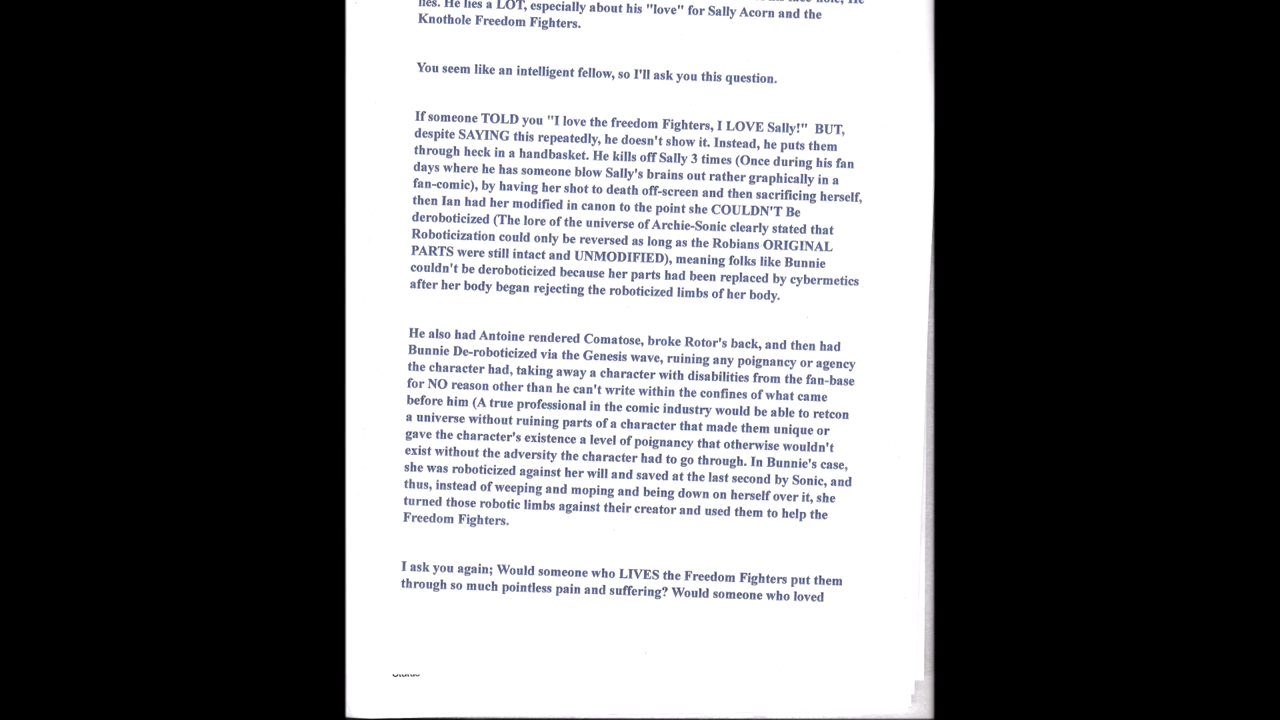 lies. He lies a LOT, especially about his "love" for Sally Acorn and the
Knothole Freedom Fighters.
You seem like an intelligent fellow, so I'll ask you this question.
If someone TOLD you "I love the freedom Fighters, I LOVE Sally!"  BUT,
despite SAYING this repeatedly, he doesn't show it. Instead, he puts them
through heck in a handbasket. He kills off Sally 3 times (Once during his fan
days where he has someone blow Sally's brains out rather graphically in a
fan-comic), by having her shot to death off-screen and then sacrificing herself,
then Ian had her modified in canon to the point she COULDN'T Be
deroboticized (The lore of the universe of Archie-Sonic clearly stated that
Roboticization could only be reversed as long as the Robians ORIGINAL
PARTS were still intact and UNMODIFIED), meaning folks like Bunnie
couldn't be deroboticized because her parts had been replaced by cybermetics
after her body began rejecting the roboticized limbs of her body.
He also had Antoine rendered Comatose, broke Rotor's back, and then had
Bunnie De-roboticized via the Genesis wave, ruining any poignancy or agency
the character had, taking away a character with disabilities from the fan-base
for NO reason other than he can't write within the confines of what came
before him (A true professional in the comic industry would be able to retcon
a universe without ruining parts of a character that made them unique or
gave the character's existence a level of poignancy that otherwise wouldn't
exist without the adversity the character had to go through. In Bunnie's case,
she was roboticized against her will and saved at the last second by Sonic, and
thus, instead of weeping and moping and being down on herself over it, she
turned those robotic limbs against their creator and used them to help the
Freedom Fighters.
I ask you again; Would someone who LIVES the Freedom Fighters put them
through so much pointless pain and suffering? Would someone who loved